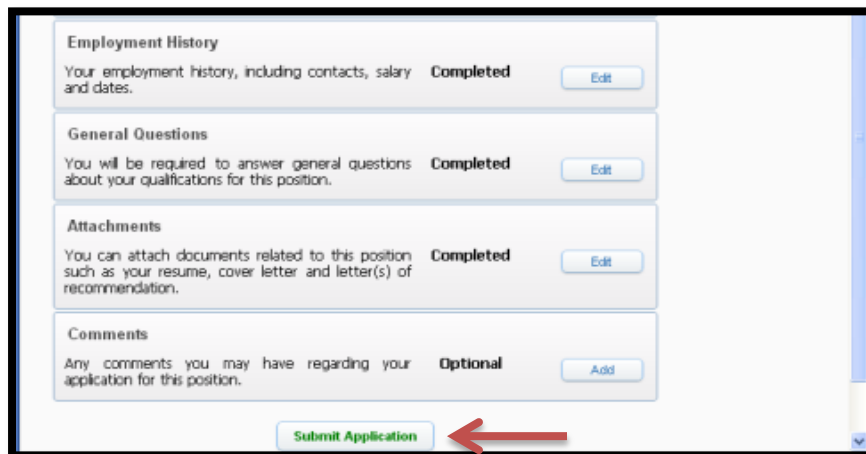 Employment History
Your employment history, including contacts, salary and dates.
Completed
Edit
General Questions
You will be required to answer general questions about your qualifications for this position.
Completed
Edit
Attachments
You can attach documents related to this position such as your resume, cover letter and letter(s) of recommendation.
Completed
Edit
Comments
Any comments you may have regarding your application for this position.
Optional
Add
Submit Application